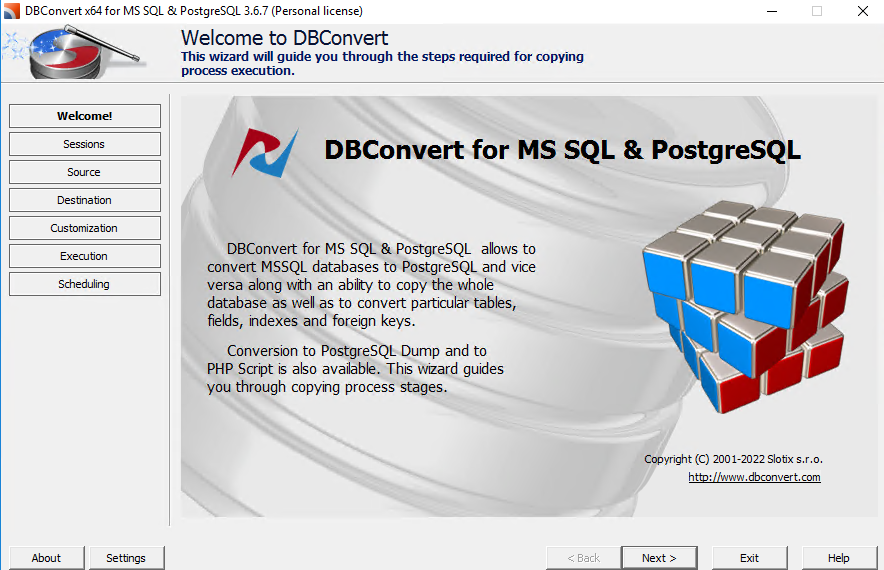 DBConvert x64 for MS SQL & PostgreSQL 3.6.7 (Personal license)
Welcome to DBConvert
This wizard will guide you through the steps required for copying
process execution.
Welcome!
Sessions
Source
Destination
Customization
Execution
Scheduling
DBConvert for MS SQL & PostgreSQL
DBConvert for MS SQL & PostgreSQL allows to
convert MSSQL databases to PostgreSQL and vice
versa along with an ability to copy the whole
database as well as to convert particular tables,
fields, indexes and foreign keys.
Conversion to PostgreSQL Dump and to
PHP Script is also available. This wizard guides
you through copying process stages.
Copyright (C) 2001-2022 Slotix s.r.o.
http://www.dbconvert.com
About
Settings
< Back
Next >
Exit
Help